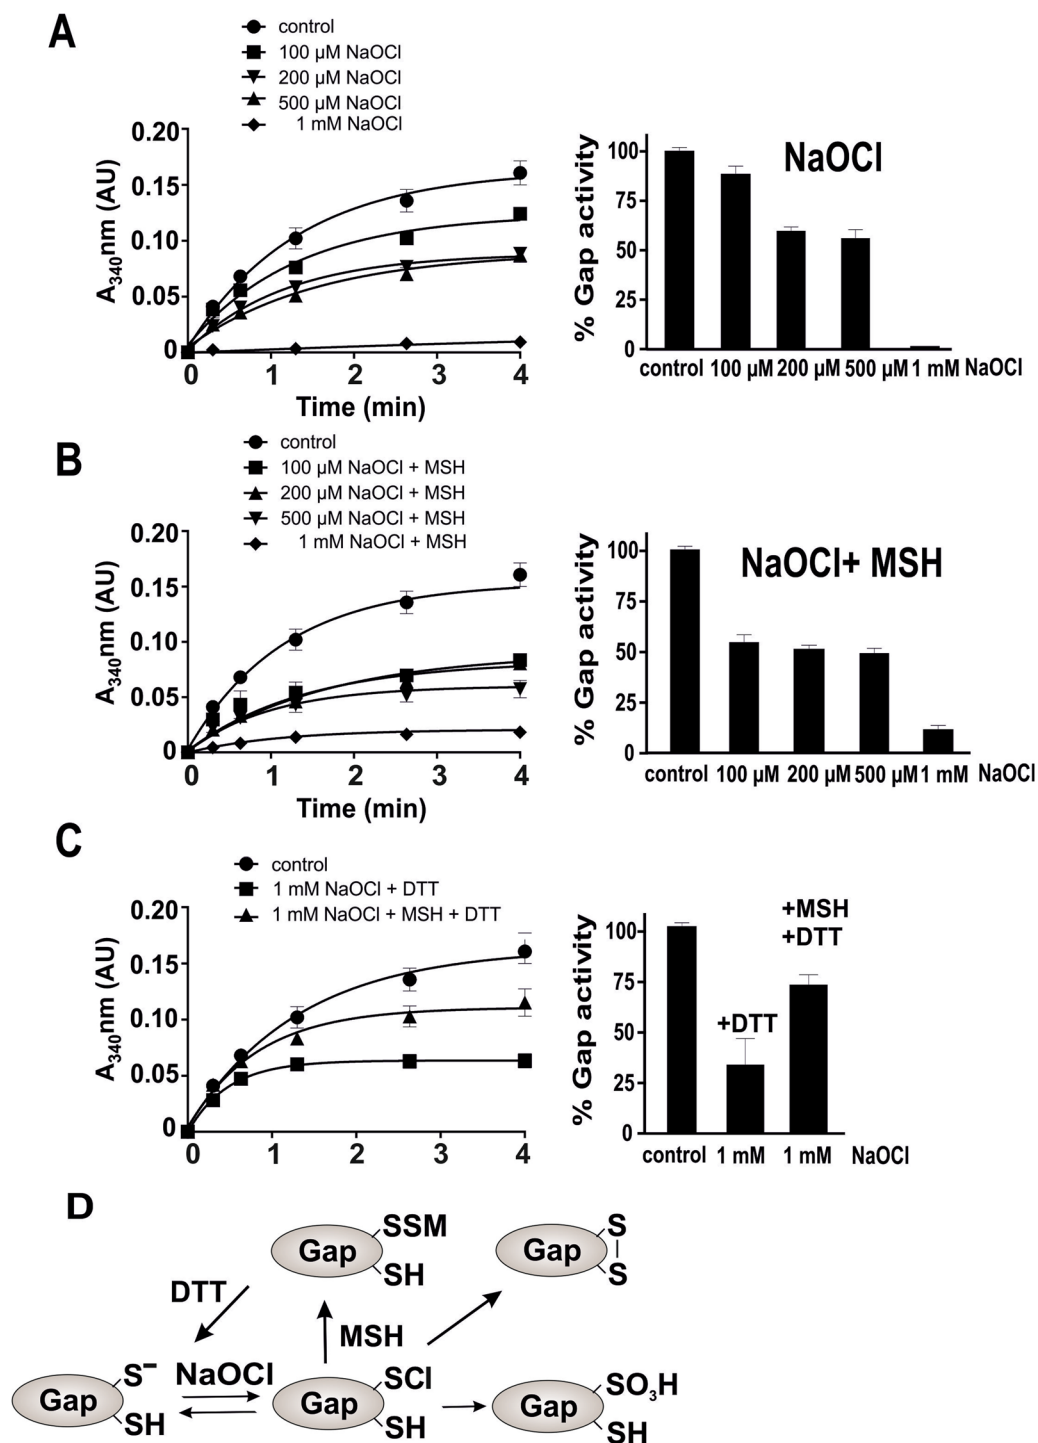 A
control
100 µM NaOCl
200 µM NaOCl
500 µM NaOCl
1 mM NaOCl
0.20
0.15
0.10
0.05
0
A340nm (AU)
0 1 2 3 4
Time (min)
NaOCl
100
75
50
25
0
% Gap activity
control 100 µM 200 µM 500 µM 1 mM NaOCl
B
control
100 µM NaOCl + MSH
200 µM NaOCl + MSH
500 µM NaOCl + MSH
1 mM NaOCl + MSH
0.20
0.15
0.10
0.05
0
A340nm (AU)
0 1 2 3 4
Time (min)
NaOCl+ MSH
100
75
50
25
0
% Gap activity
control 100 µM 200 µM 500 µM 1 mM NaOCl
C
control
1 mM NaOCl + DTT
1 mM NaOCl + MSH + DTT
0.20
0.15
0.10
0.05
0
A340nm (AU)
0 1 2 3 4
+MSH
+DTT
+DTT
100
75
50
25
0
% Gap activity
control 1 mM 1 mM NaOCl
D
Gap SSM SH
Gap S S
DTT
MSH
Gap S− SH
NaOCl
Gap SCl SH
Gap SO3H SH